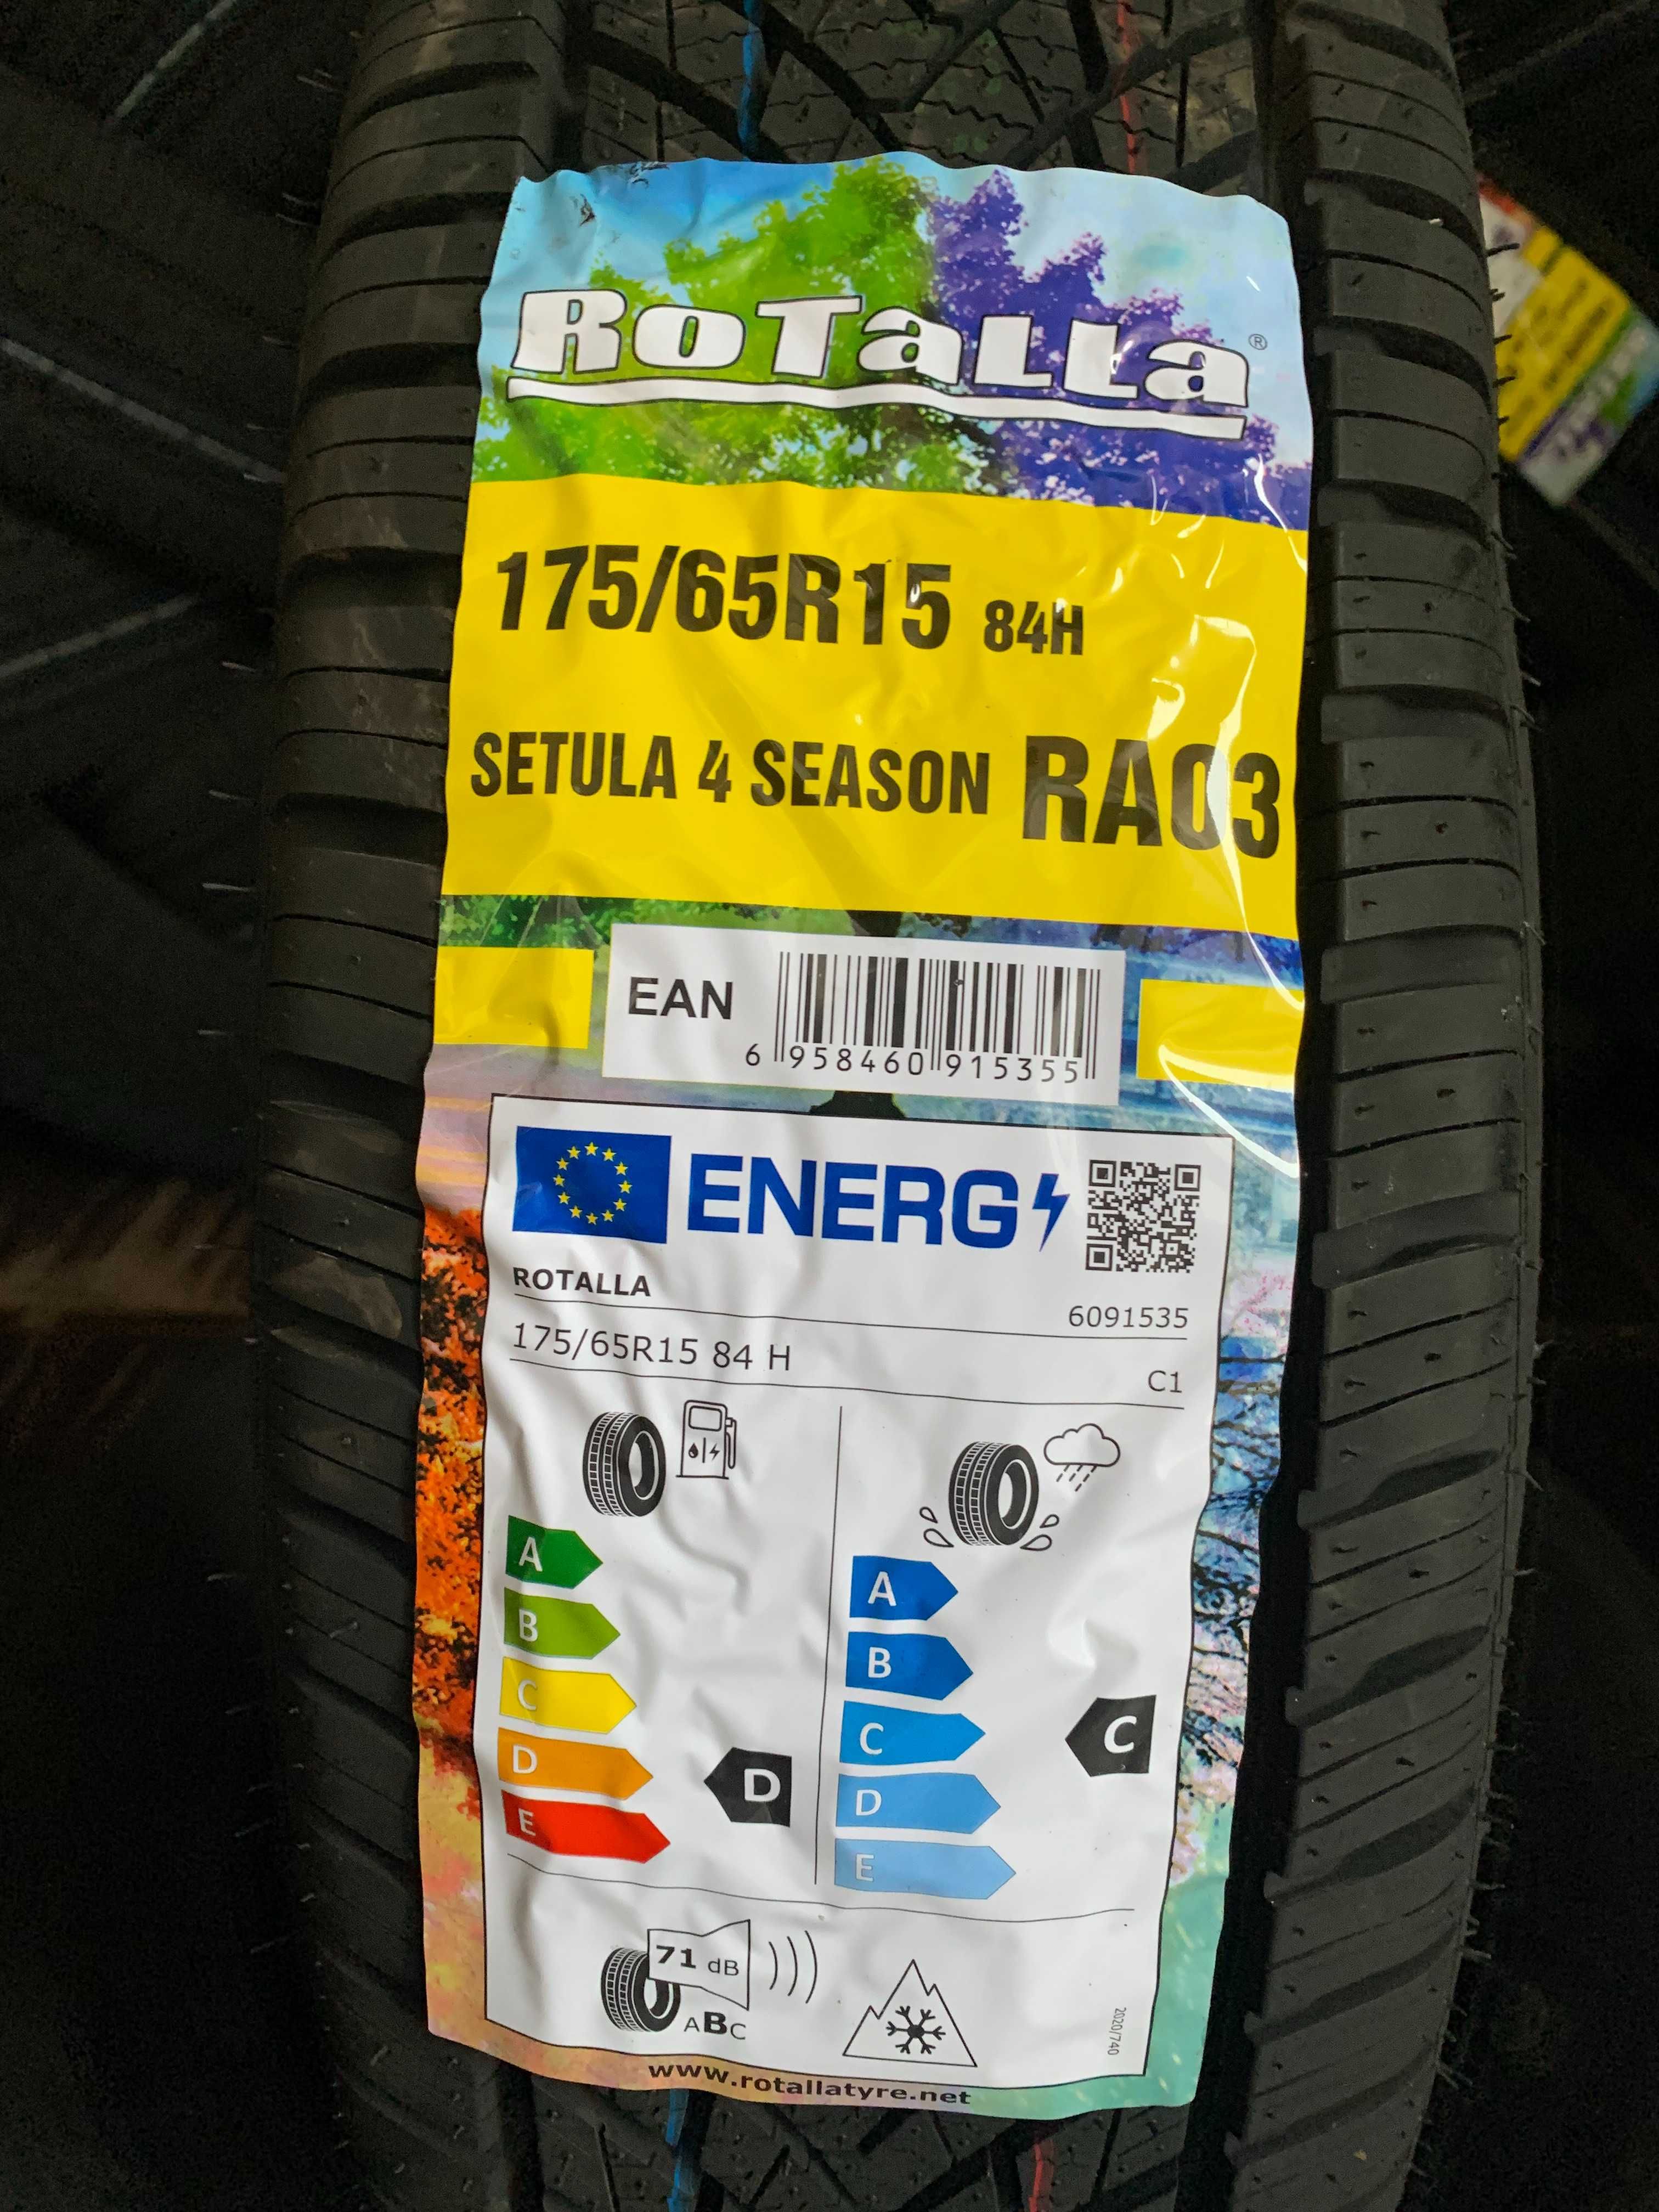 RoTaLLa®
175/65R15 84H
SETULA 4 SEASON RA03
EAN
6 958460 915355
ENERG
ROTALLA
6091535
175/65R15 84 H
C1
A
B
C
D
E
D
A
B
C
D
E
C
71 dB
ABC
2020/740
www.rotallatyre.net